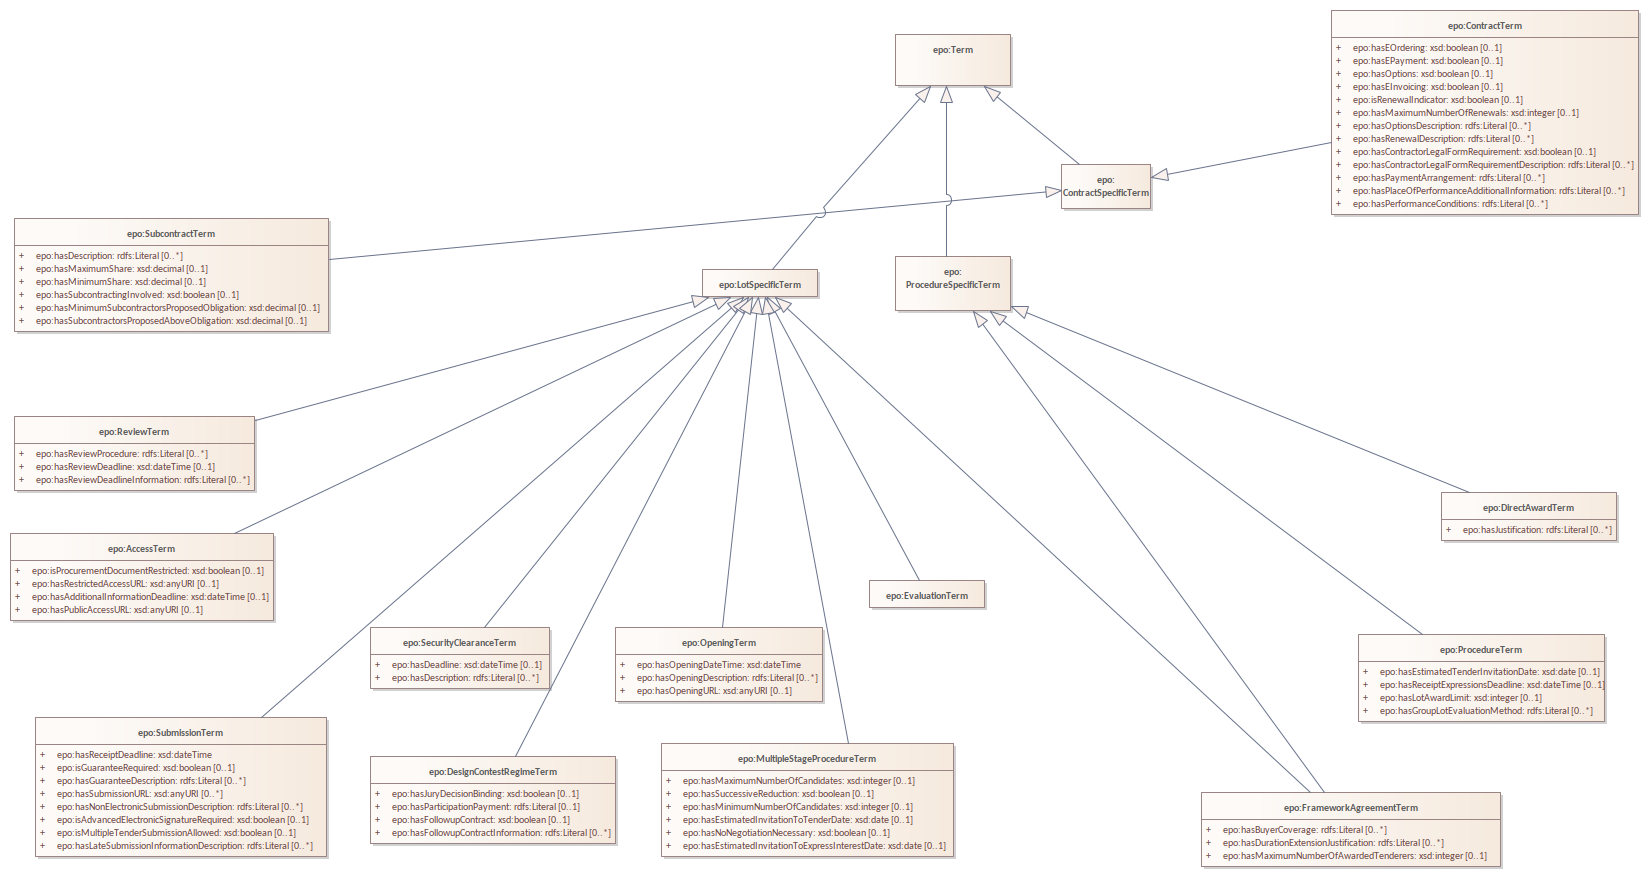 epo:Term
epo:ContractTerm
+ epo:hasEOrdering: xsd:boolean [0..1]
+ epo:hasEPayment: xsd:boolean [0..1]
+ epo:hasOptions: xsd:boolean [0..1]
+ epo:hasEInvoicing: xsd:boolean [0..1]
+ epo:isRenewalIndicator: xsd:boolean [0..1]
+ epo:hasMaximumNumberOfRenewals: xsd:integer [0..1]
+ epo:hasOptionsDescription: rdfs:Literal [0..*]
+ epo:hasRenewalDescription: rdfs:Literal [0..*]
+ epo:hasContractorLegalFormRequirement: xsd:boolean [0..1]
+ epo:hasContractorLegalFormRequirementDescription: rdfs:Literal [0..*]
+ epo:hasPaymentArrangement: rdfs:Literal [0..*]
+ epo:hasPlaceOfPerformanceAdditionalInformation: rdfs:Literal [0..*]
+ epo:hasPerformanceConditions: rdfs:Literal [0..*]
epo:
ContractSpecificTerm
epo:SubcontractTerm
+ epo:hasDescription: rdfs:Literal [0..*]
+ epo:hasMaximumShare: xsd:decimal [0..1]
+ epo:hasMinimumShare: xsd:decimal [0..1]
+ epo:hasSubcontractingInvolved: xsd:boolean [0..1]
+ epo:hasMinimumSubcontractorsProposedObligation: xsd:decimal [0..1]
+ epo:hasSubcontractorsProposedAboveObligation: xsd:decimal [0..1]
epo:LotSpecificTerm
epo:
ProcedureSpecificTerm
epo:ReviewTerm
+ epo:hasReviewProcedure: rdfs:Literal [0..*]
+ epo:hasReviewDeadline: xsd:dateTime [0..1]
+ epo:hasReviewDeadlineInformation: rdfs:Literal [0..*]
epo:DirectAwardTerm
+ epo:hasJustification: rdfs:Literal [0..*]
epo:AccessTerm
+ epo:isProcurementDocumentRestricted: xsd:boolean [0..1]
+ epo:hasRestrictedAccessURL: xsd:anyURI [0..1]
+ epo:hasAdditionalInformationDeadline: xsd:dateTime [0..1]
+ epo:hasPublicAccessURL: xsd:anyURI [0..1]
epo:EvaluationTerm
epo:SecurityClearanceTerm
+ epo:hasDeadline: xsd:dateTime [0..1]
+ epo:hasDescription: rdfs:Literal [0..*]
epo:OpeningTerm
+ epo:hasOpeningDateTime: xsd:dateTime
+ epo:hasOpeningDescription: rdfs:Literal [0..*]
+ epo:hasOpeningURL: xsd:anyURI [0..1]
epo:ProcedureTerm
+ epo:hasEstimatedTenderInvitationDate: xsd:date [0..1]
+ epo:hasReceiptExpressionsDeadline: xsd:dateTime [0..1]
+ epo:hasLotAwardLimit: xsd:integer [0..1]
+ epo:hasGroupLotEvaluationMethod: rdfs:Literal [0..*]
epo:SubmissionTerm
+ epo:hasReceiptDeadline: xsd:dateTime
+ epo:isGuaranteeRequired: xsd:boolean [0..1]
+ epo:hasGuaranteeDescription: rdfs:Literal [0..*]
+ epo:hasSubmissionURL: xsd:anyURI [0..*]
+ epo:hasNonElectronicSubmissionDescription: rdfs:Literal [0..*]
+ epo:isAdvancedElectronicSignatureRequired: xsd:boolean [0..1]
+ epo:isMultipleTenderSubmissionAllowed: xsd:boolean [0..1]
+ epo:hasLateSubmissionInformationDescription: rdfs:Literal [0..*]
epo:DesignContestRegimeTerm
+ epo:hasJuryDecisionBinding: xsd:boolean [0..1]
+ epo:hasParticipationPayment: rdfs:Literal [0..1]
+ epo:hasFollowupContract: xsd:boolean [0..1]
+ epo:hasFollowupContractInformation: rdfs:Literal [0..*]
epo:MultipleStageProcedureTerm
+ epo:hasMaximumNumberOfCandidates: xsd:integer [0..1]
+ epo:hasSuccessiveReduction: xsd:boolean [0..1]
+ epo:hasMinimumNumberOfCandidates: xsd:integer [0..1]
+ epo:hasEstimatedInvitationToTenderDate: xsd:date [0..1]
+ epo:hasNoNegotiationNecessary: xsd:boolean [0..1]
+ epo:hasEstimatedInvitationToExpressInterestDate: xsd:date [0..1]
epo:FrameworkAgreementTerm
+ epo:hasBuyerCoverage: rdfs:Literal [0..*]
+ epo:hasDurationExtensionJustification: rdfs:Literal [0..*]
+ epo:hasMaximumNumberOfAwardedTenderers: xsd:integer [0..1]